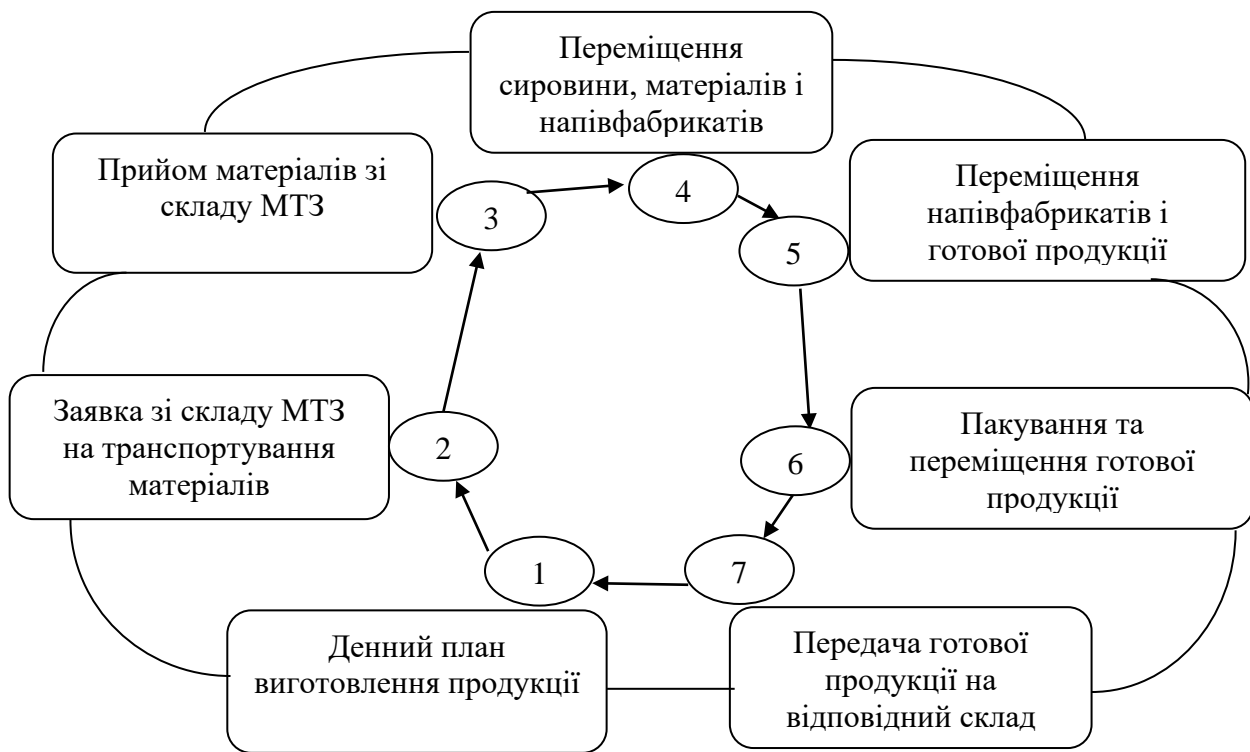 Переміщення
сировини, матеріалів і
напівфабрикатів
Прийом матеріалів зі
складу МТЗ
Переміщення
напівфабрикатів і
готової продукції
3
4
5
Заявка зі складу МТЗ
на транспортування
матеріалів
2
6
Пакування та
переміщення готової
продукції
1
7
Денний план
виготовлення продукції
Передача готової
продукції на
відповідний склад